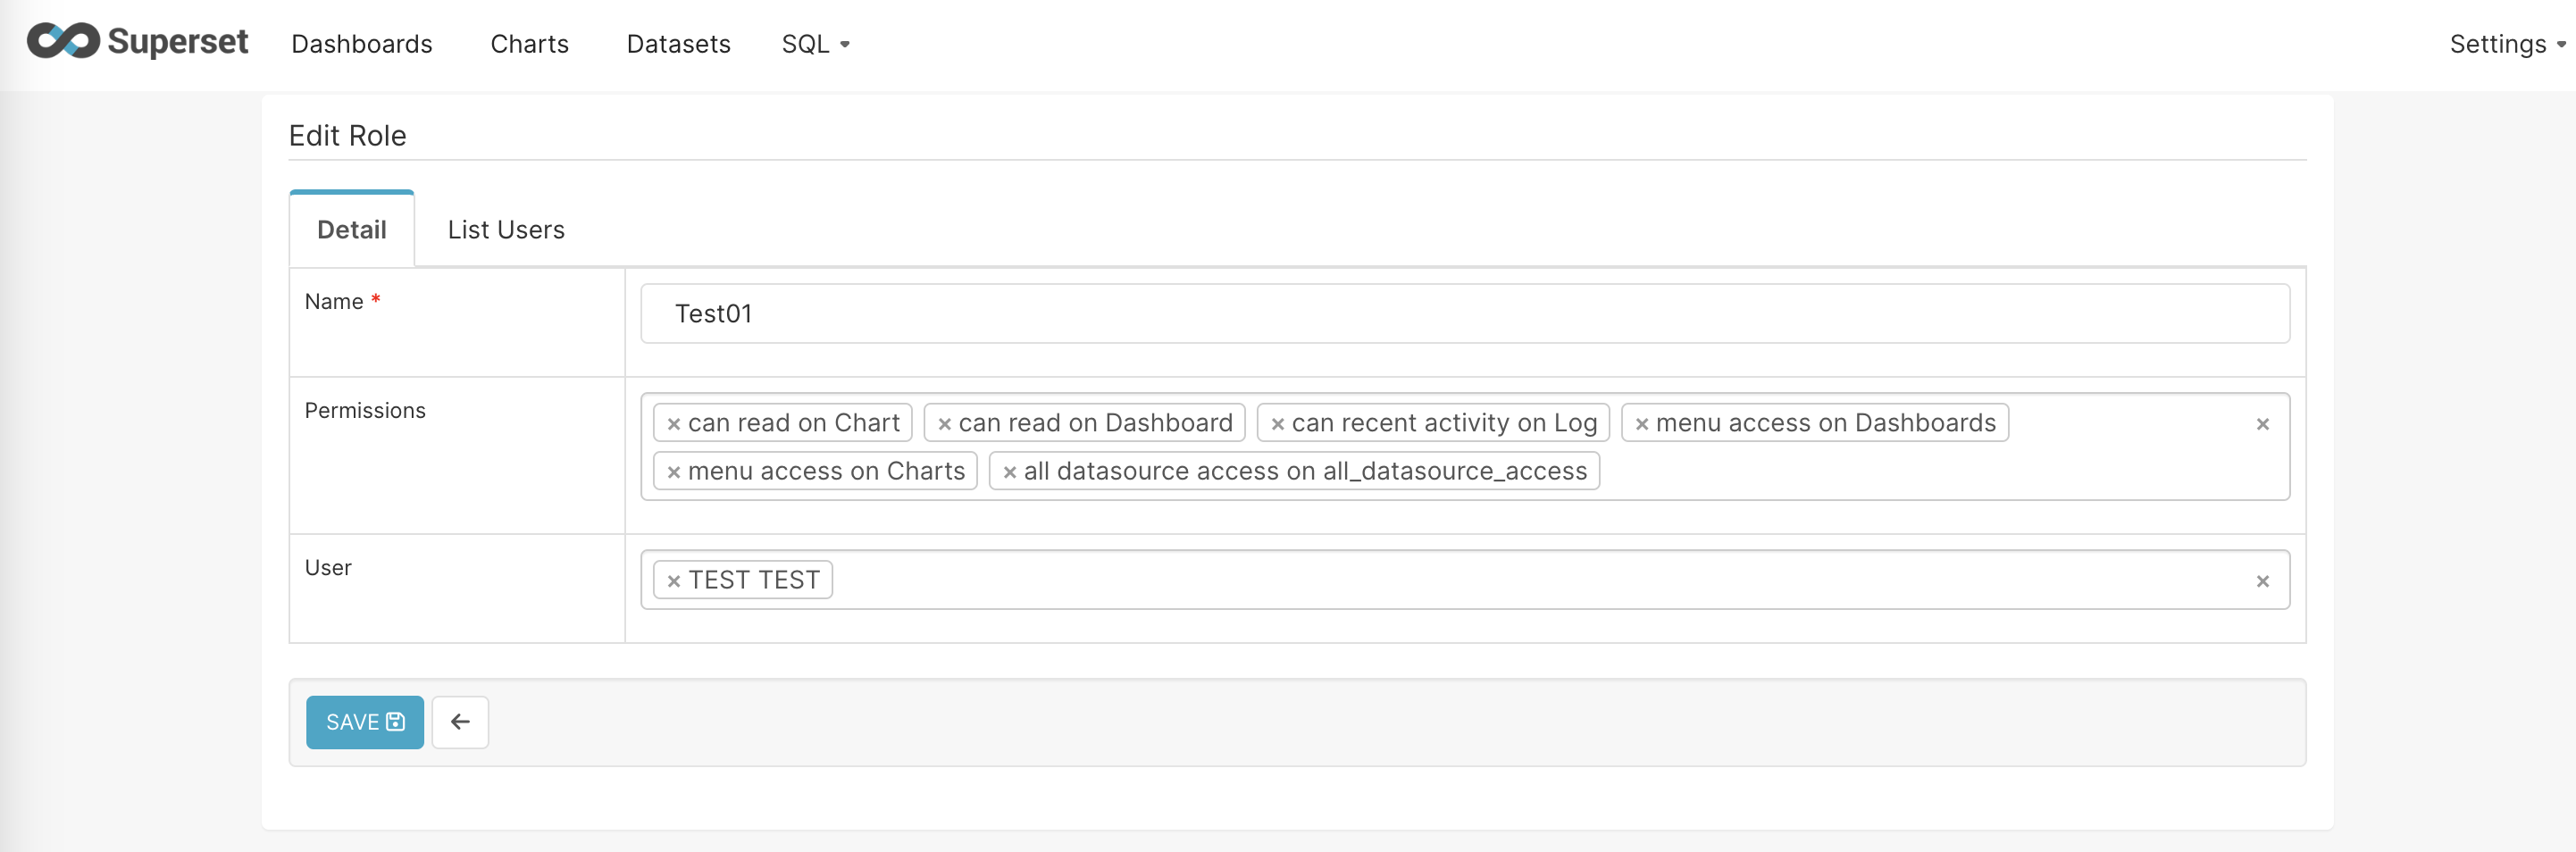 Superset Dashboards Charts Datasets SQL Settings
Edit Role
Detail List Users
Name * Test01
Permissions × can read on Chart × can read on Dashboard × can recent activity on Log × menu access on Dashboards ×
× menu access on Charts × all datasource access on all_datasource_access
User × TEST TEST ×
SAVE